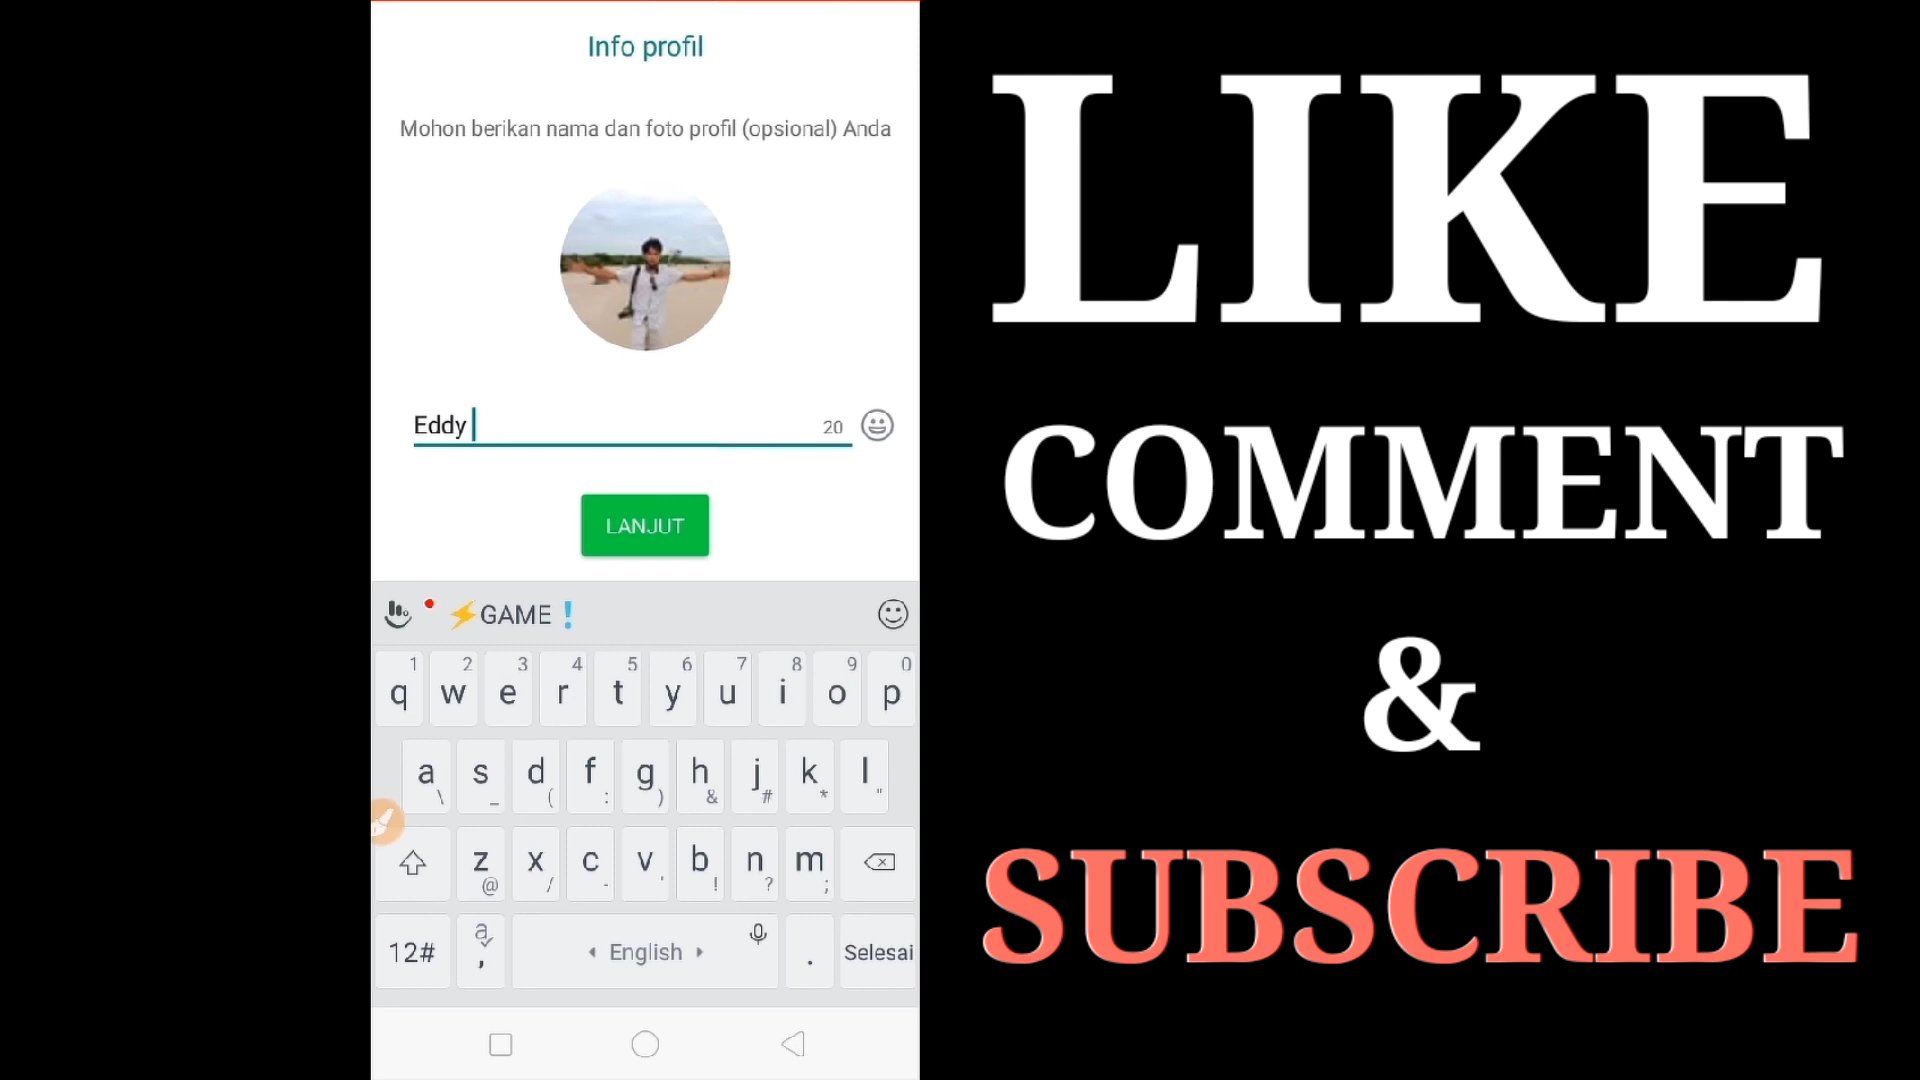 Info profil
Mohon berikan nama dan foto profil (opsional) Anda
Eddy
20
LANJUT
⚡GAME❗
1 2 3 4 5 6 7 8 9 0
q w e r t y u i o p
a s d f g h j k l
\ _ ( : ) & # * "
z x c v b n m
@ / - ' ! ? ;
12# a , English . Selesai
LIKE
COMMENT
&
SUBSCRIBE